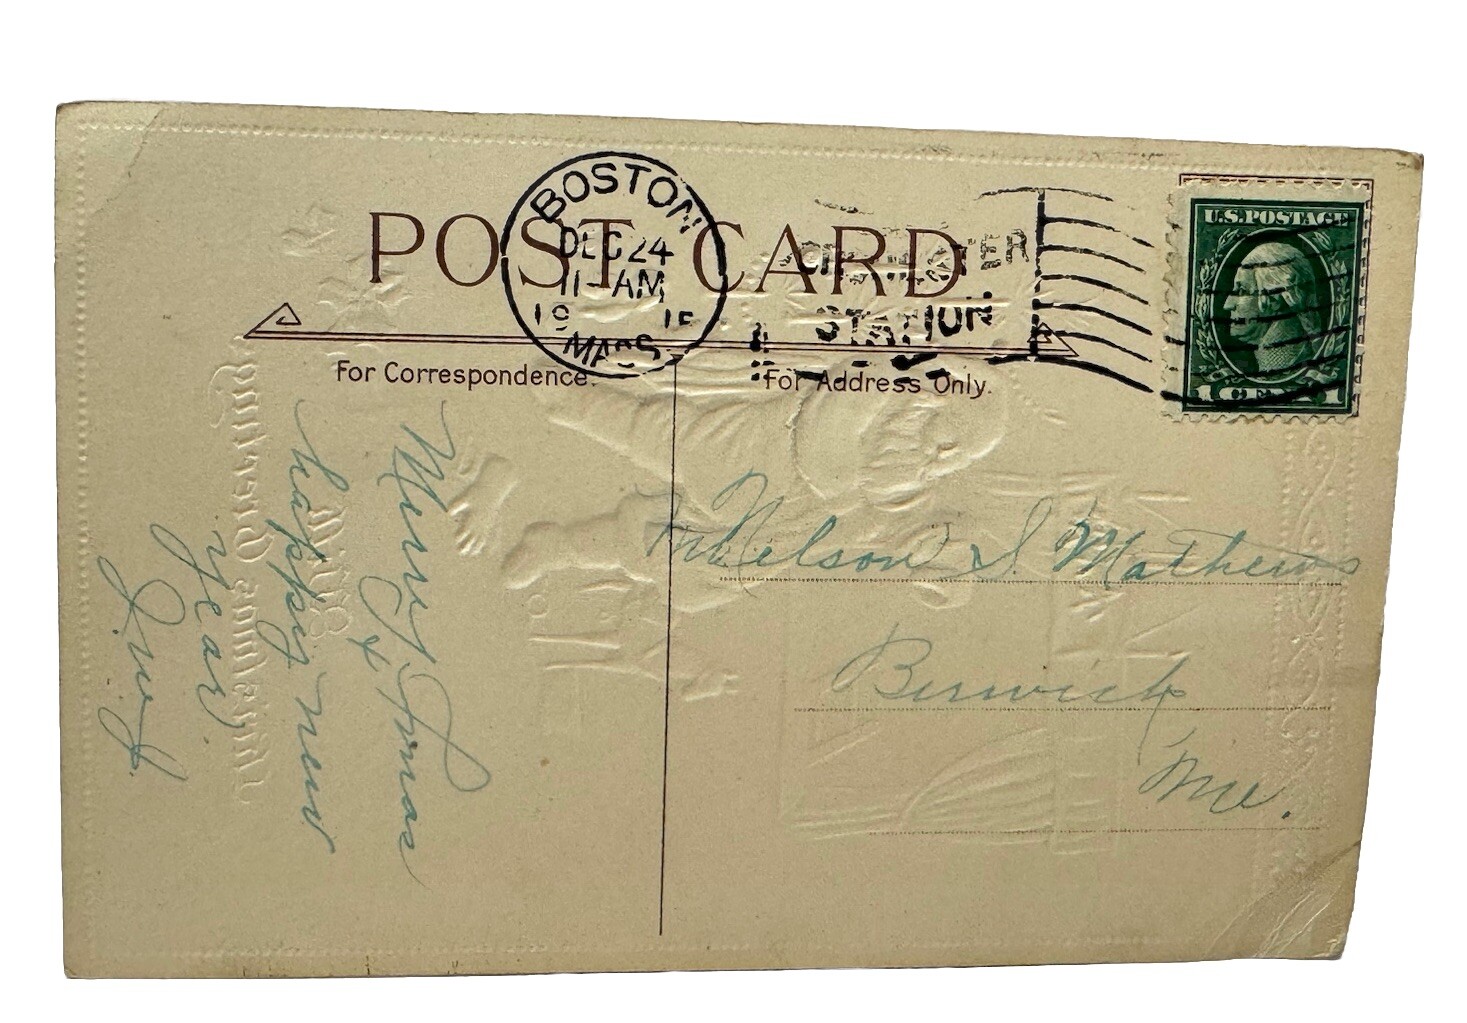 POST CARD
BOSTON
DEC 24
11-AM
19 15
MASS
STATION
U.S. POSTAGE
For Correspondence.
For Address Only.
Merry Xmas
&
happy new
year
Mr Nelson S Mathews
Berwick
Me.